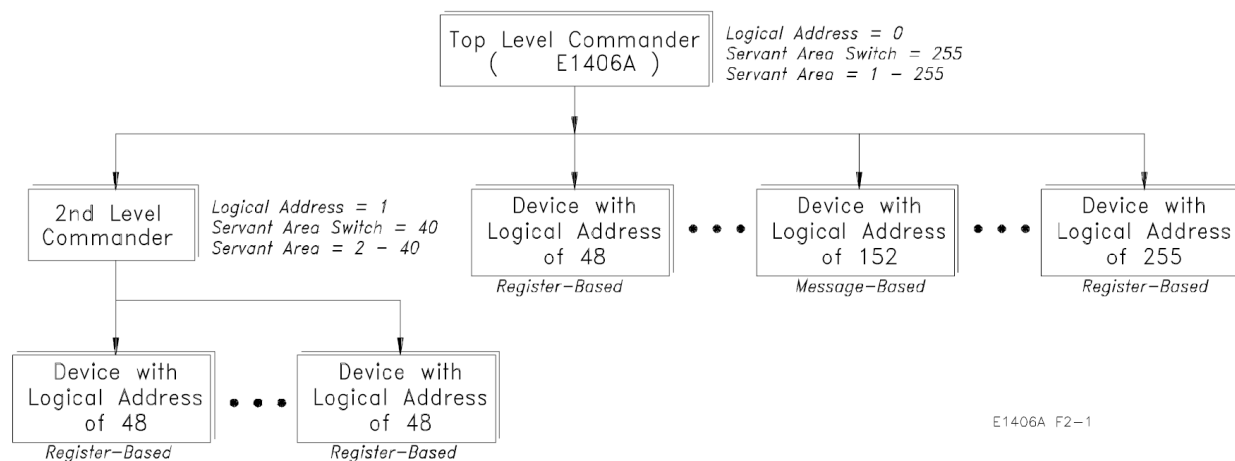 Top Level Commander
( E1406A )
Logical Address = 0
Servant Area Switch = 255
Servant Area = 1 – 255
2nd Level
Commander
Logical Address = 1
Servant Area Switch = 40
Servant Area = 2 – 40
Device with
Logical Address
of 48
Register–Based
Device with
Logical Address
of 152
Message–Based
Device with
Logical Address
of 255
Register–Based
Device with
Logical Address
of 48
Register–Based
Device with
Logical Address
of 48
Register–Based
E1406A F2–1